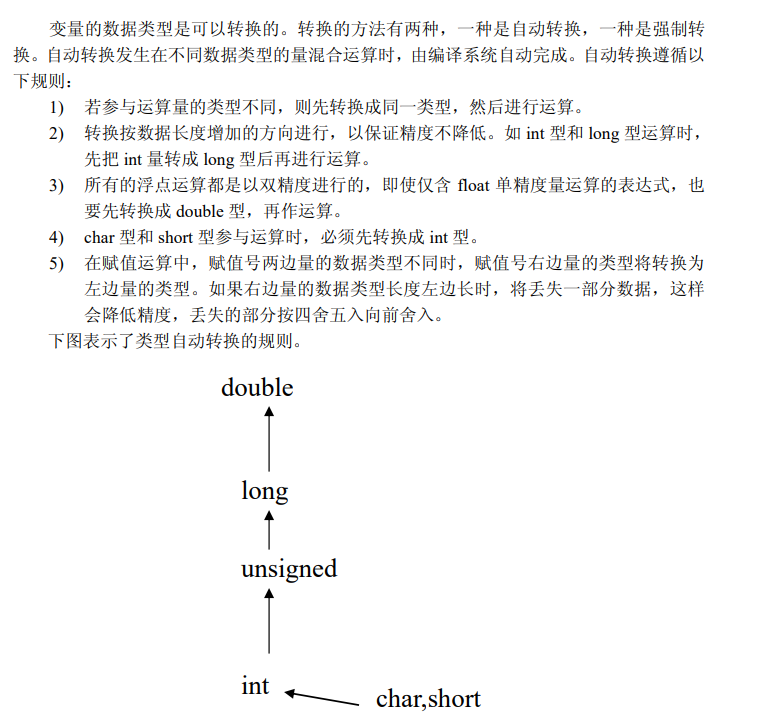 变量的数据类型是可以转换的。转换的方法有两种，一种是自动转换，一种是强制转
换。自动转换发生在不同数据类型的量混合运算时，由编译系统自动完成。自动转换遵循以
下规则：
1) 若参与运算量的类型不同，则先转换成同一类型，然后进行运算。
2) 转换按数据长度增加的方向进行，以保证精度不降低。如 int 型和 long 型运算时，
先把 int 量转成 long 型后再进行运算。
3) 所有的浮点运算都是以双精度进行的，即使仅含 float 单精度量运算的表达式，也
要先转换成 double 型，再作运算。
4) char 型和 short 型参与运算时，必须先转换成 int 型。
5) 在赋值运算中，赋值号两边量的数据类型不同时，赋值号右边量的类型将转换为
左边量的类型。如果右边量的数据类型长度左边长时，将丢失一部分数据，这样
会降低精度，丢失的部分按四舍五入向前舍入。
下图表示了类型自动转换的规则。
double
long
unsigned
int
char,short